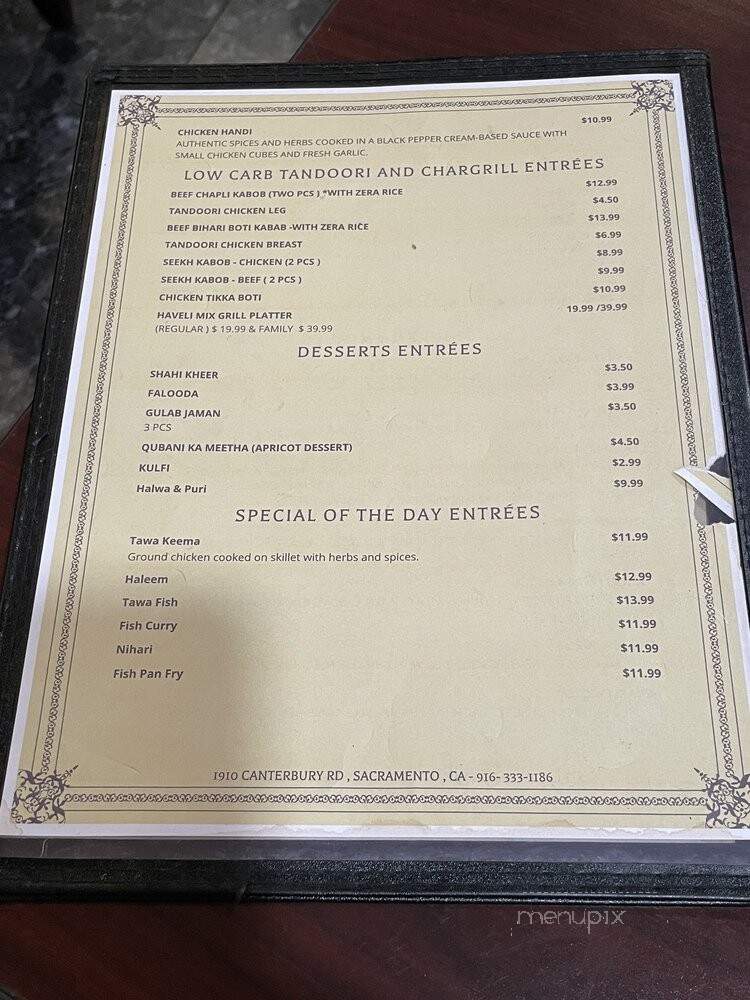 CHICKEN HANDI $10.99
AUTHENTIC SPICES AND HERBS COOKED IN A BLACK PEPPER CREAM-BASED SAUCE WITH
SMALL CHICKEN CUBES AND FRESH GARLIC.
LOW CARB TANDOORI AND CHARGRILL ENTRÉES
BEEF CHAPLI KABOB (TWO PCS ) *WITH ZERA RICE $12.99
TANDOORI CHICKEN LEG $4.50
BEEF BIHARI BOTI KABAB -WITH ZERA RICE $13.99
TANDOORI CHICKEN BREAST $6.99
SEEKH KABOB - CHICKEN (2 PCS ) $8.99
SEEKH KABOB - BEEF ( 2 PCS ) $9.99
CHICKEN TIKKA BOTI $10.99
HAVELI MIX GRILL PLATTER 19.99 /39.99
(REGULAR ) $ 19.99 & FAMILY $ 39.99
DESSERTS ENTRÉES
SHAHI KHEER $3.50
FALOODA $3.99
GULAB JAMAN $3.50
3 PCS
QUBANI KA MEETHA (APRICOT DESSERT) $4.50
KULFI $2.99
Halwa & Puri $9.99
SPECIAL OF THE DAY ENTRÉES
Tawa Keema $11.99
Ground chicken cooked on skillet with herbs and spices.
Haleem $12.99
Tawa Fish $13.99
Fish Curry $11.99
Nihari $11.99
Fish Pan Fry $11.99
1910 CANTERBURY RD , SACRAMENTO , CA - 916- 333-1186
menupix